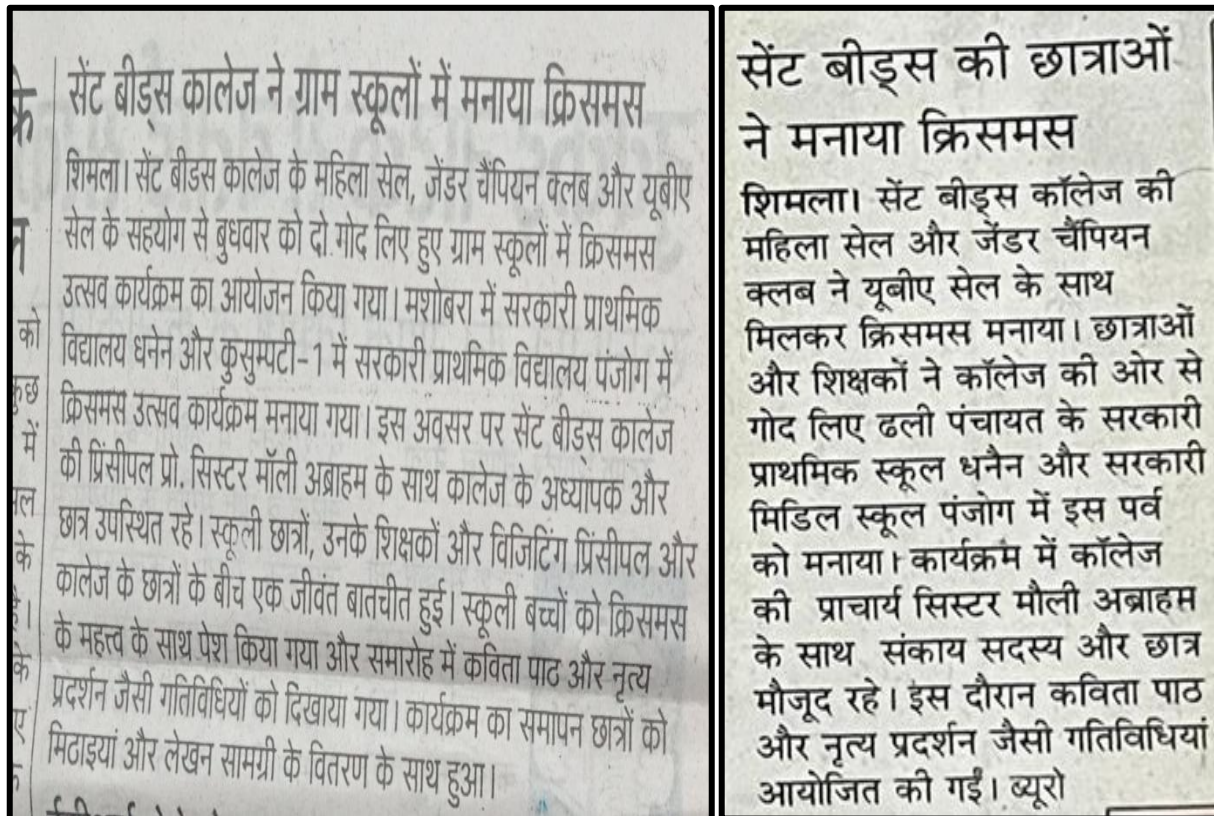 सेंट बीड्स कालेज ने ग्राम स्कूलों में मनाया क्रिसमस
शिमला। सेंट बीडस कालेज के महिला सेल, जेंडर चैंपियन क्लब और यूबीए
सेल के सहयोग से बुधवार को दो गोद लिए हुए ग्राम स्कूलों में क्रिसमस
उत्सव कार्यक्रम का आयोजन किया गया। मशोबरा में सरकारी प्राथमिक
विद्यालय धनेन और कुसुम्पटी-1 में सरकारी प्राथमिक विद्यालय पंजोग में
क्रिसमस उत्सव कार्यक्रम मनाया गया। इस अवसर पर सेंट बीड्स कालेज
की प्रिंसीपल प्रो. सिस्टर मॉली अब्राहम के साथ कालेज के अध्यापक और
छात्र उपस्थित रहे। स्कूली छात्रों, उनके शिक्षकों और विजिटिंग प्रिंसीपल और
कालेज के छात्रों के बीच एक जीवंत बातचीत हुई। स्कूली बच्चों को क्रिसमस
के महत्व के साथ पेश किया गया और समारोह में कविता पाठ और नृत्य
प्रदर्शन जैसी गतिविधियों को दिखाया गया। कार्यक्रम का समापन छात्रों को
मिठाइयां और लेखन सामग्री के वितरण के साथ हुआ।
सेंट बीड्स की छात्राओं
ने मनाया क्रिसमस
शिमला। सेंट बीड्स कॉलेज की
महिला सेल और जेंडर चैंपियन
क्लब ने यूबीए सेल के साथ
मिलकर क्रिसमस मनाया। छात्राओं
और शिक्षकों ने कॉलेज की ओर से
गोद लिए ढली पंचायत के सरकारी
प्राथमिक स्कूल धनैन और सरकारी
मिडिल स्कूल पंजोग में इस पर्व
को मनाया। कार्यक्रम में कॉलेज
की प्राचार्य सिस्टर मौली अब्राहम
के साथ संकाय सदस्य और छात्र
मौजूद रहे। इस दौरान कविता पाठ
और नृत्य प्रदर्शन जैसी गतिविधियां
आयोजित की गईं। ब्यूरो